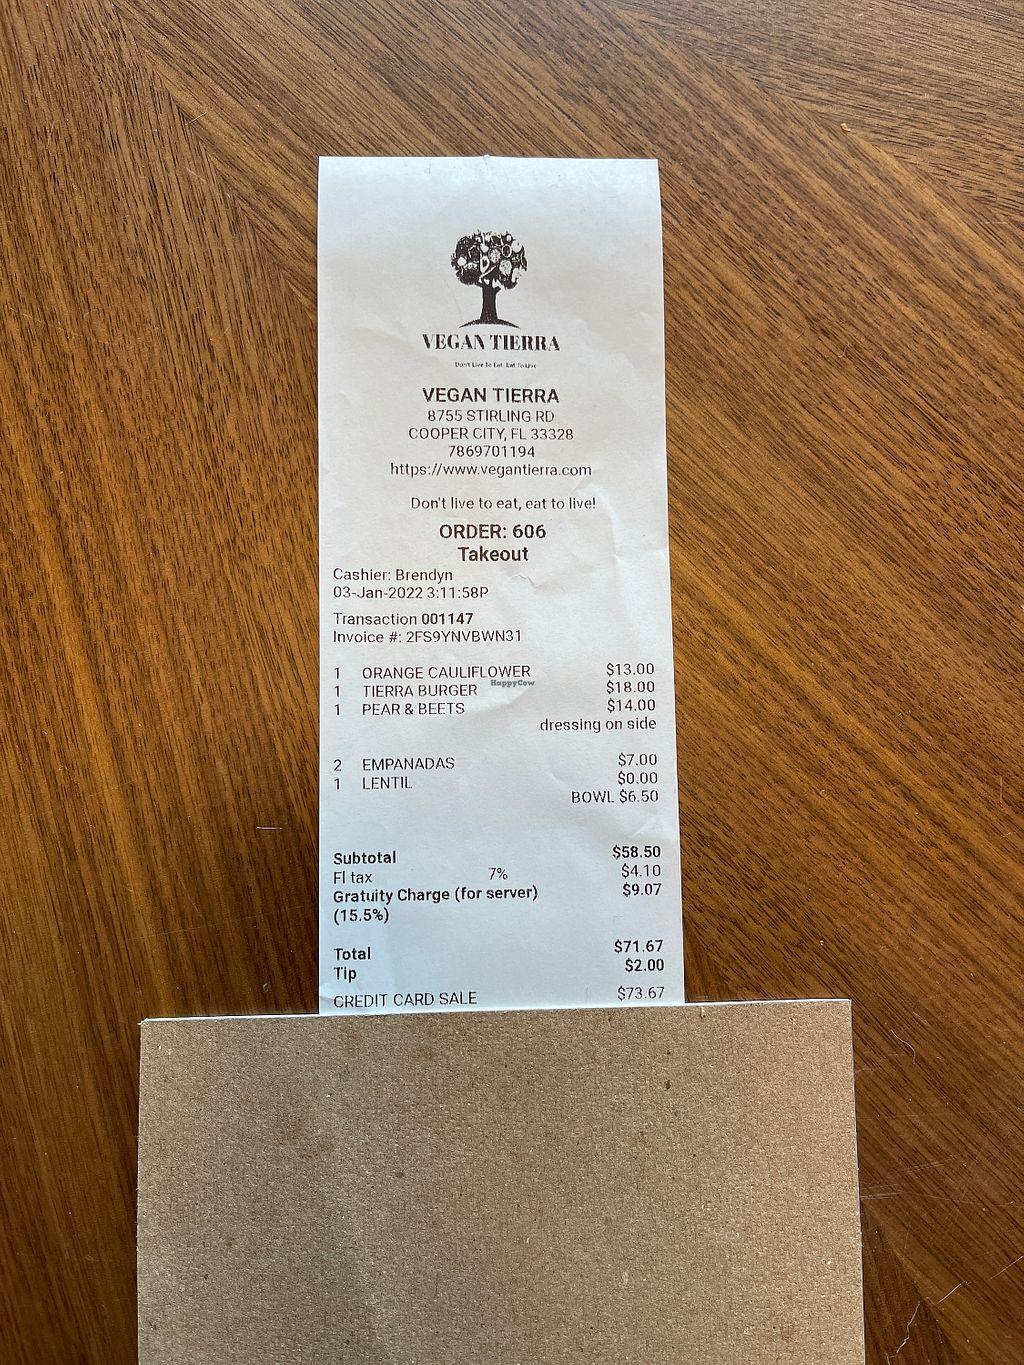 VEGAN TIERRA
Don't Live To Eat, Eat To Live
VEGAN TIERRA
8755 STIRLING RD
COOPER CITY, FL 33328
7869701194
https://www.vegantierra.com
Don't live to eat, eat to live!
ORDER: 606
Takeout
Cashier: Brendyn
03-Jan-2022 3:11:58P
Transaction 001147
Invoice #: 2FS9YNVBWN31
1 ORANGE CAULIFLOWER $13.00
HappyCow
1 TIERRA BURGER $18.00
1 PEAR & BEETS $14.00
dressing on side
2 EMPANADAS $7.00
1 LENTIL $0.00
BOWL $6.50
Subtotal $58.50
Fl tax 7% $4.10
Gratuity Charge (for server) $9.07
(15.5%)
Total $71.67
Tip $2.00
CREDIT CARD SALE $73.67